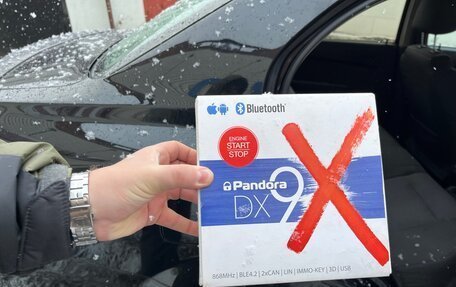 Bluetooth®
ENGINE
START
STOP
Pandora
DX 9X
868MHz | BLE4.2 | 2xCAN | LIN | IMMO-KEY | 3D | USB